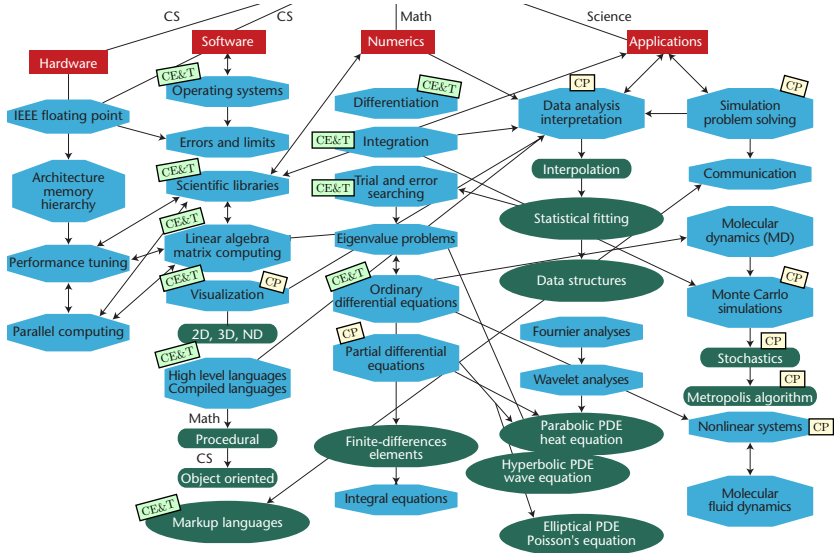 CS
CS
Math
Science
Hardware
Software
Numerics
Applications
CE&T
Operating systems
IEEE floating point
Errors and limits
Architecture
memory
hierarchy
CE&T
Scientific libraries
CE&T
Linear algebra
matrix computing
Performance tuning
CE&T
Visualization
CP
Parallel computing
2D, 3D, ND
CE&T
High level languages
Compiled languages
Math
Procedural
CS
Object oriented
CE&T
Markup languages
Differentiation
CE&T
CE&T
Integration
CE&T
Trial and error
searching
Eigenvalue problems
CE&T
Ordinary
differential equations
CP
Partial differential
equations
Finite-differences
elements
Integral equations
CP
Data analysis
interpretation
Interpolation
Statistical fitting
Data structures
Fournier analyses
Wavelet analyses
Parabolic PDE
heat equation
Hyperbolic PDE
wave equation
Elliptical PDE
Poisson's equation
CP
Simulation
problem solving
Communication
Molecular
dynamics (MD)
CP
Monte Carrlo
simulations
CP
Stochastics
CP
Metropolis algorithm
Nonlinear systems
CP
Molecular
fluid dynamics